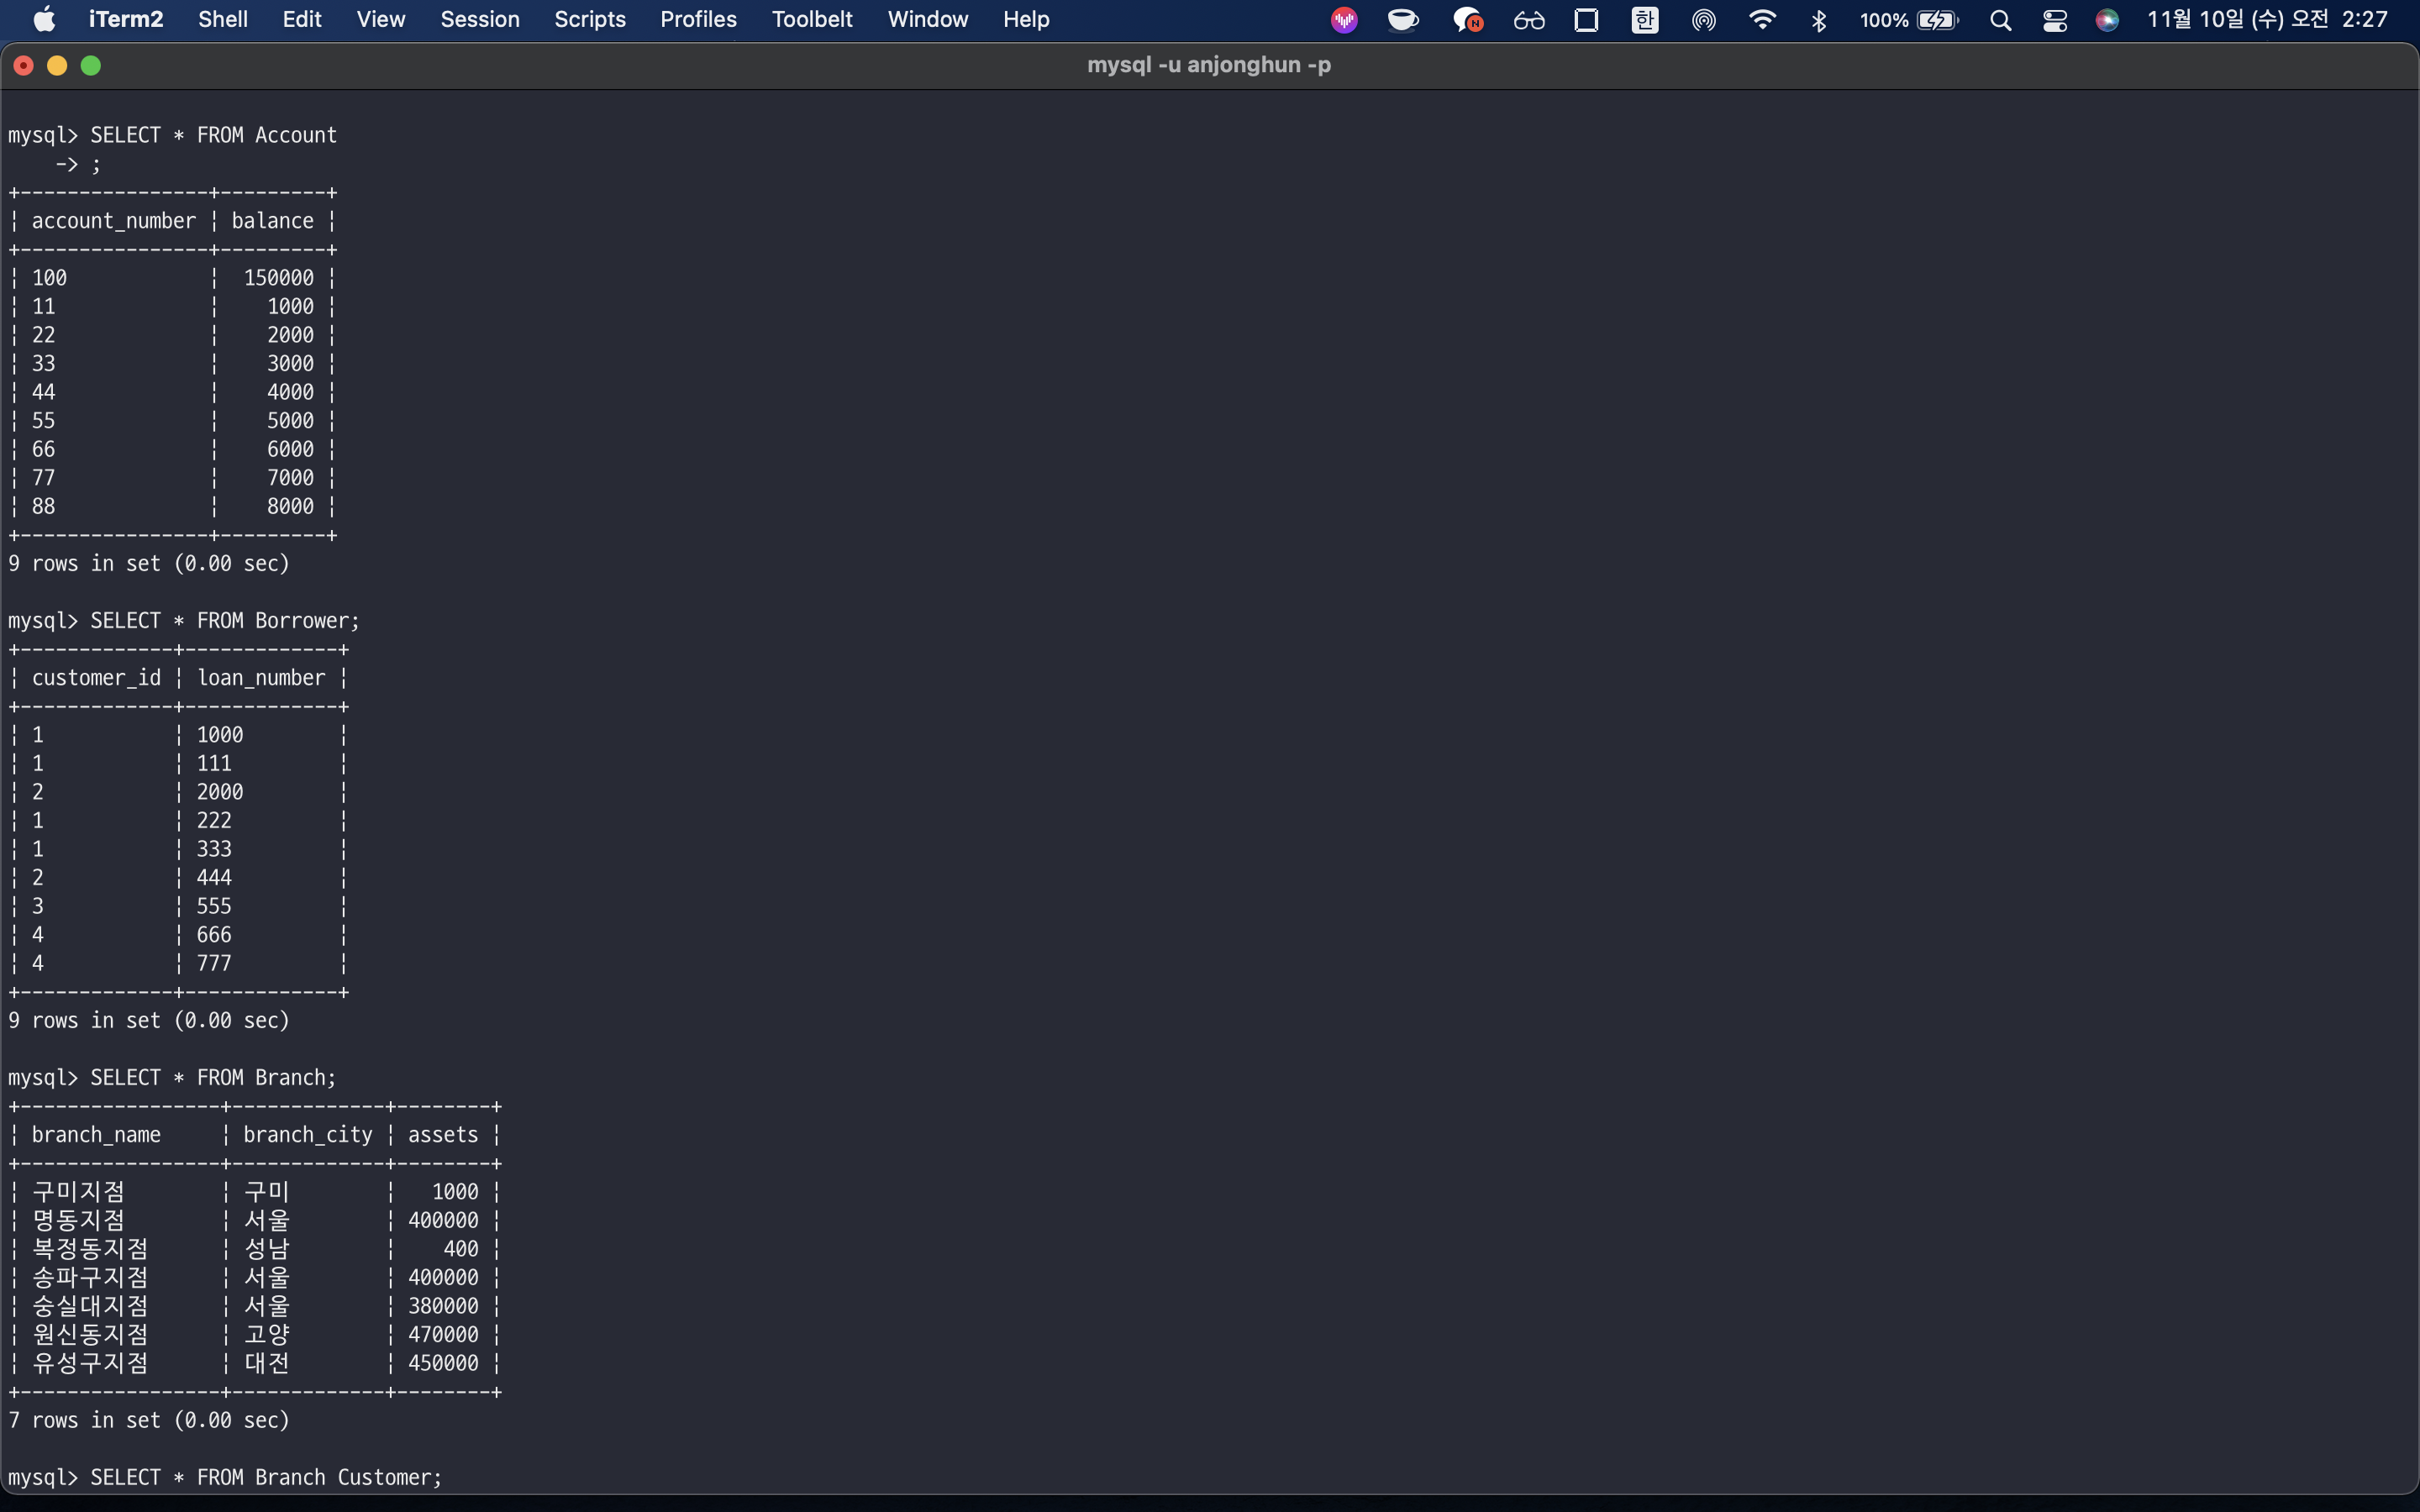 iTerm2 Shell Edit View Session Scripts Profiles Toolbelt Window Help N 한 100% 11월 10일 (수) 오전 2:27
mysql -u anjonghun -p
mysql> SELECT * FROM Account
    -> ;
+----------------+---------+
| account_number | balance |
+----------------+---------+
| 100            |  150000 |
| 11             |    1000 |
| 22             |    2000 |
| 33             |    3000 |
| 44             |    4000 |
| 55             |    5000 |
| 66             |    6000 |
| 77             |    7000 |
| 88             |    8000 |
+----------------+---------+
9 rows in set (0.00 sec)
mysql> SELECT * FROM Borrower;
+-------------+-------------+
| customer_id | loan_number |
+-------------+-------------+
| 1           | 1000        |
| 1           | 111         |
| 2           | 2000        |
| 1           | 222         |
| 1           | 333         |
| 2           | 444         |
| 3           | 555         |
| 4           | 666         |
| 4           | 777         |
+-------------+-------------+
9 rows in set (0.00 sec)
mysql> SELECT * FROM Branch;
+-----------------+-------------+--------+
| branch_name     | branch_city | assets |
+-----------------+-------------+--------+
| 구미지점        | 구미        |   1000 |
| 명동지점        | 서울        | 400000 |
| 복정동지점      | 성남        |    400 |
| 송파구지점      | 서울        | 400000 |
| 숭실대지점      | 서울        | 380000 |
| 원신동지점      | 고양        | 470000 |
| 유성구지점      | 대전        | 450000 |
+-----------------+-------------+--------+
7 rows in set (0.00 sec)
mysql> SELECT * FROM Branch Customer;